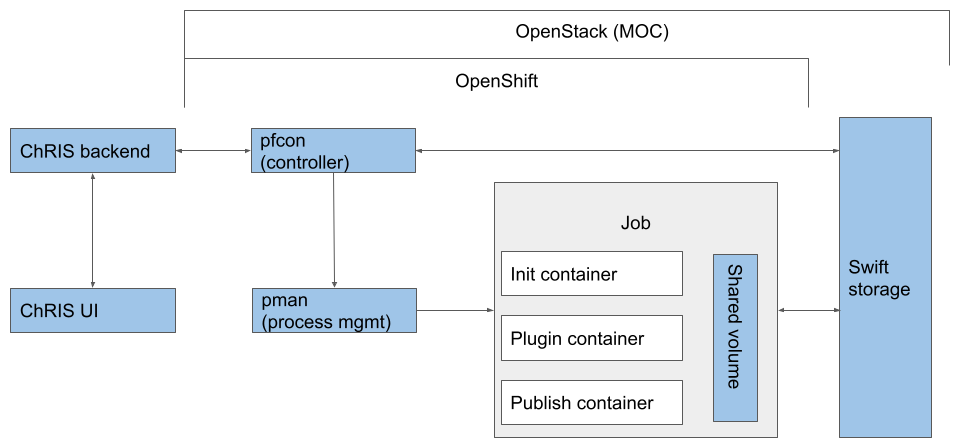 OpenStack (MOC)
OpenShift
ChRIS backend
pfcon
(controller)
Job
Init container
Shared volume
Swift
storage
ChRIS UI
pman
(process mgmt)
Plugin container
Publish container